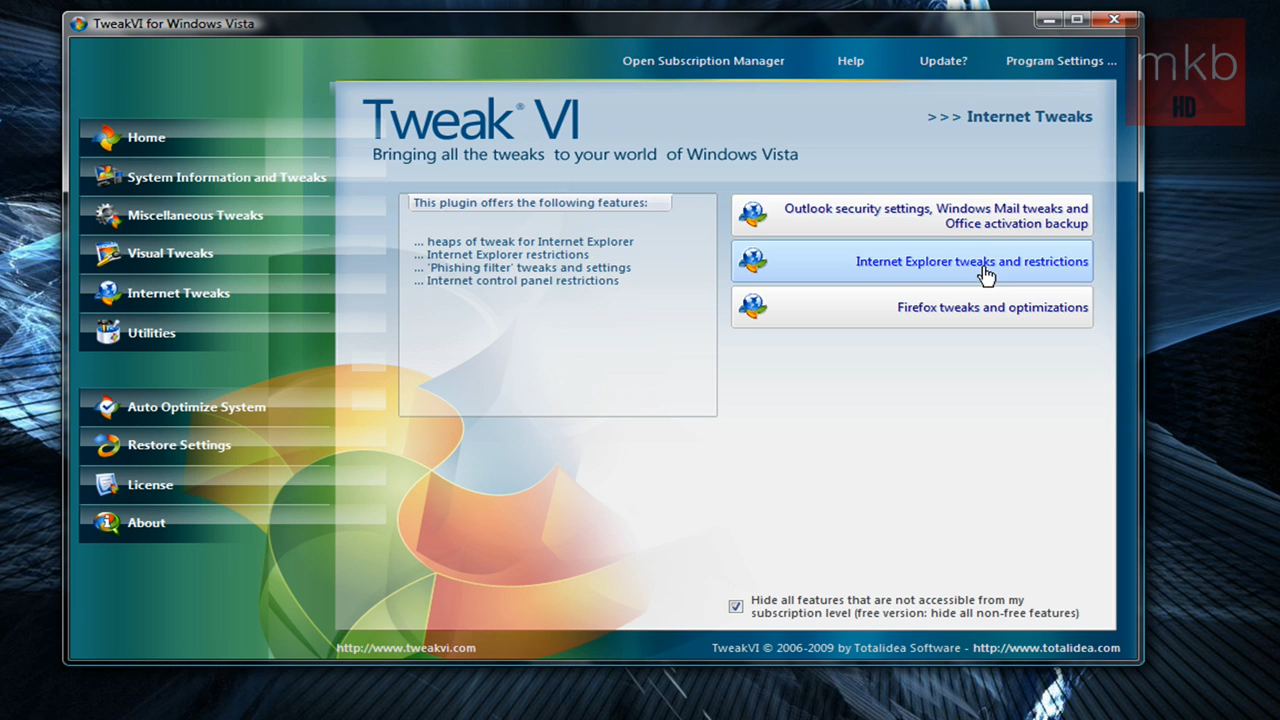 TweakVI for Windows Vista
mkb
HD
Open Subscription Manager
Help
Update?
Program Settings ...
Tweak® VI
Bringing all the tweaks to your world of Windows Vista
>>> Internet Tweaks
Home
System Information and Tweaks
Miscellaneous Tweaks
Visual Tweaks
Internet Tweaks
Utilities
Auto Optimize System
Restore Settings
License
About
This plugin offers the following features:
... heaps of tweak for Internet Explorer
... Internet Explorer restrictions
... 'Phishing filter' tweaks and settings
... Internet control panel restrictions
Outlook security settings, Windows Mail tweaks and
Office activation backup
Internet Explorer tweaks and restrictions
Firefox tweaks and optimizations
Hide all features that are not accessible from my
subscription level (free version: hide all non-free features)
http://www.tweakvi.com
TweakVI © 2006-2009 by Totalidea Software - http://www.totalidea.com